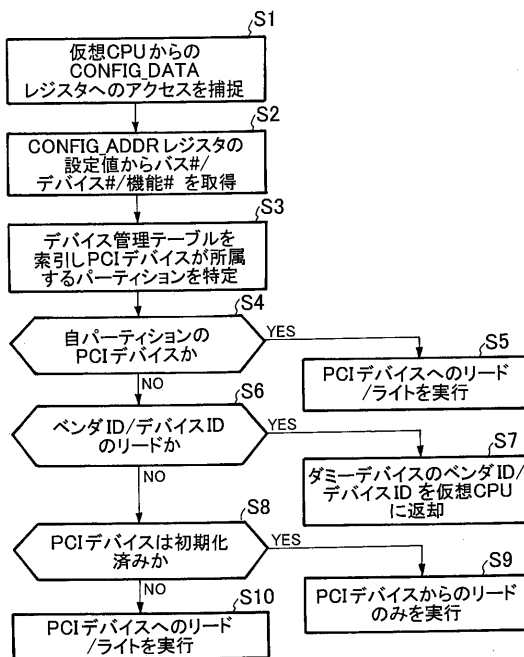 S1
仮想CPUからの
CONFIG_DATA
レジスタへのアクセスを捕捉
S2
CONFIG_ADDRレジスタの
設定値からバス#/
デバイス#/機能# を取得
S3
デバイス管理テーブルを
索引しPCIデバイスが所属
するパーティションを特定
S4
自パーティションの
PCIデバイスか
YES
NO
S5
PCIデバイスへのリード
/ライトを実行
S6
ベンダID/デバイスID
のリードか
YES
NO
S7
ダミーデバイスのベンダID/
デバイスIDを仮想CPU
に返却
S8
PCIデバイスは初期化
済みか
YES
NO
S9
PCIデバイスからのリード
のみを実行
S10
PCIデバイスへのリード
/ライトを実行